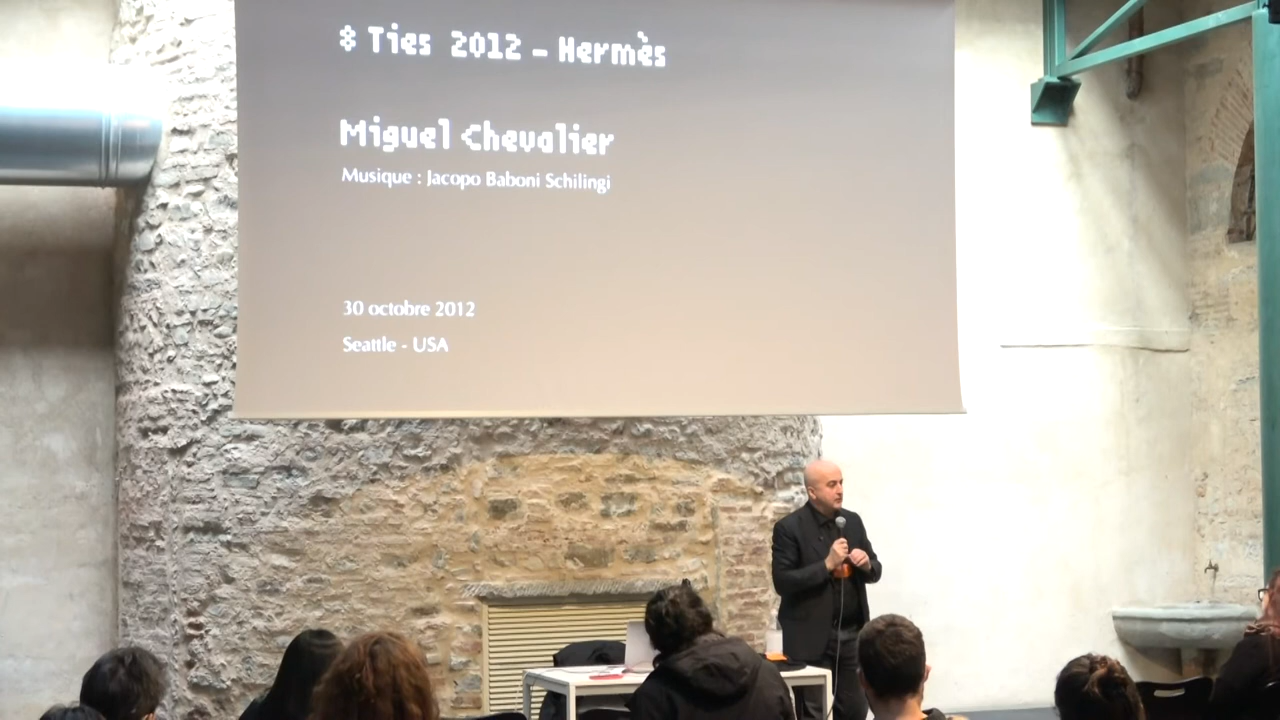 Ties 2012 - Hermès
Miguel Chevalier
Musique : Jacopo Baboni Schilingi
30 octobre 2012
Seattle - USA